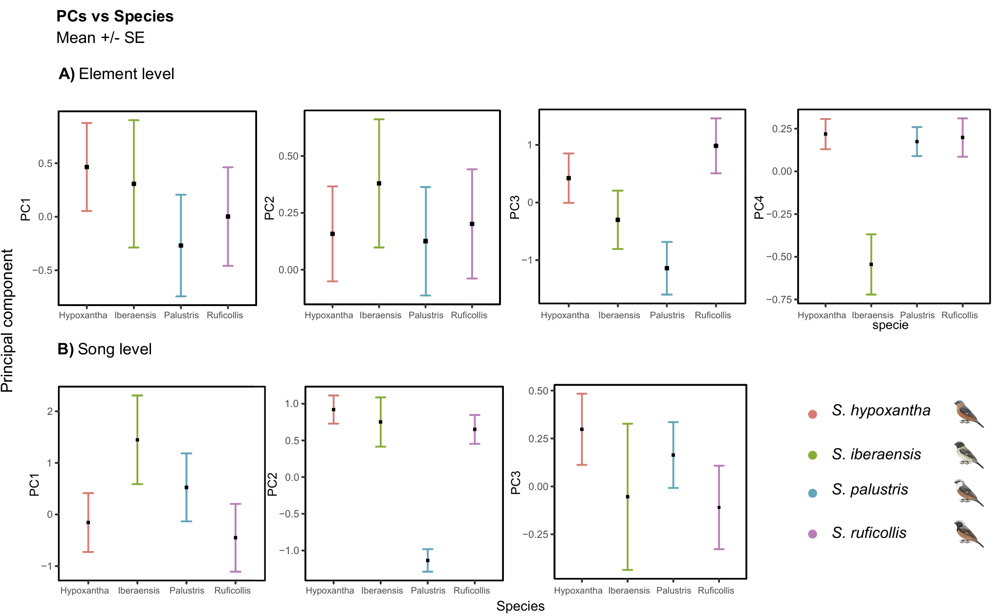 PCs vs Species
Mean +/- SE
A) Element level
Principal component
PC1
0.5
0.0
−0.5
Hypoxantha Iberaensis Palustris Ruficollis
PC2
0.50
0.25
0.00
Hypoxantha Iberaensis Palustris Ruficollis
PC3
1
0
−1
Hypoxantha Iberaensis Palustris Ruficollis
PC4
0.25
0.00
−0.25
−0.50
−0.75
Hypoxantha Iberaensis Palustris Ruficollis
specie
B) Song level
PC1
2
1
0
−1
Hypoxantha Iberaensis Palustris Ruficollis
PC2
1.0
0.5
0.0
−0.5
−1.0
Hypoxantha Iberaensis Palustris Ruficollis
PC3
0.50
0.25
0.00
−0.25
Hypoxantha Iberaensis Palustris Ruficollis
Species
S. hypoxantha
S. iberaensis
S. palustris
S. ruficollis